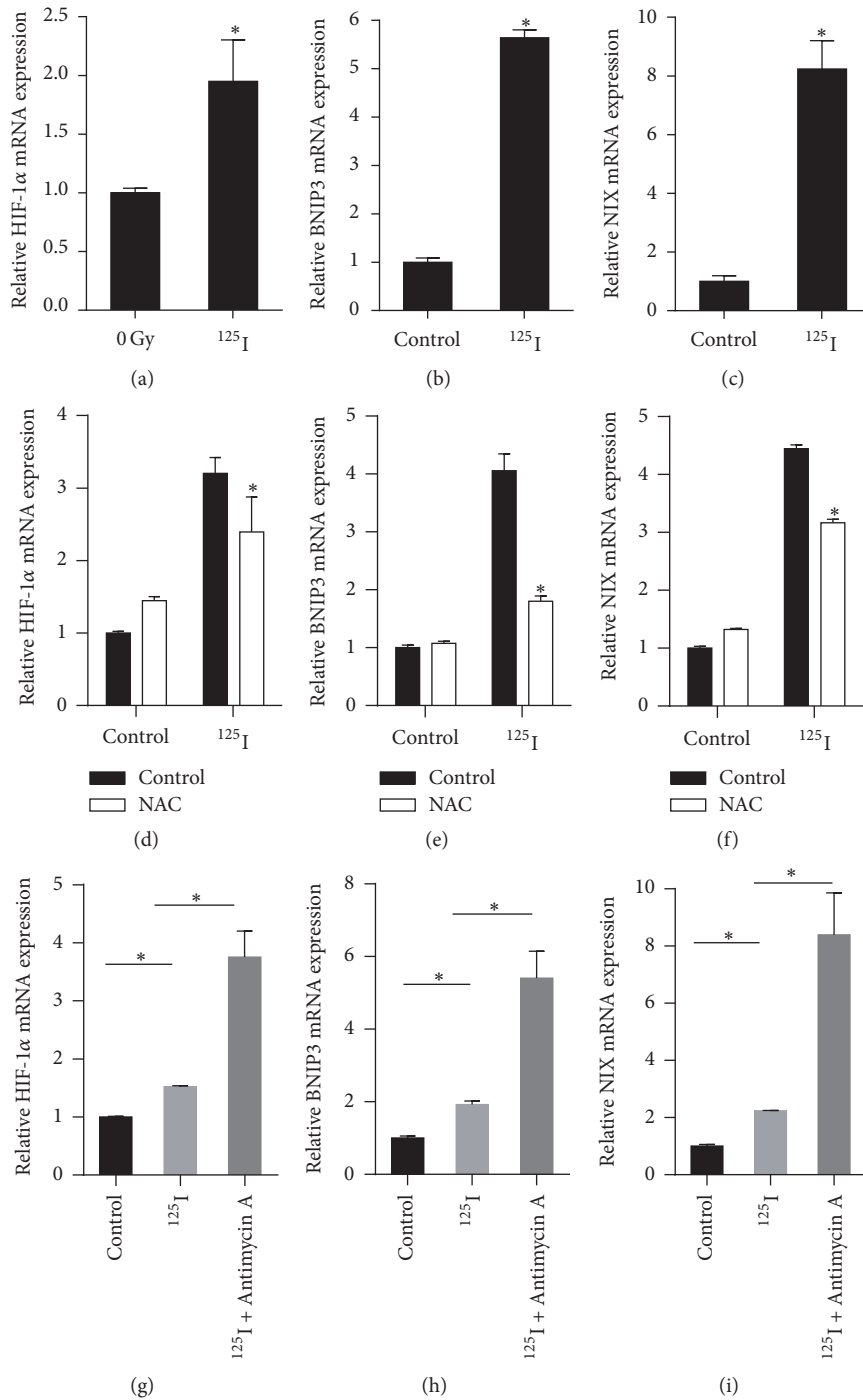 Relative HIF-1α mRNA expression
2.5
2.0
1.5
1.0
0.5
0.0
*
0 Gy
¹²⁵I
(a)
Relative BNIP3 mRNA expression
6
5
4
3
2
1
0
*
Control
¹²⁵I
(b)
Relative NIX mRNA expression
10
8
6
4
2
0
*
Control
¹²⁵I
(c)
Relative HIF-1α mRNA expression
4
3
2
1
0
*
Control
¹²⁵I
Control
NAC
(d)
Relative BNIP3 mRNA expression
5
4
3
2
1
0
*
Control
¹²⁵I
Control
NAC
(e)
Relative NIX mRNA expression
5
4
3
2
1
0
*
Control
¹²⁵I
Control
NAC
(f)
Relative HIF-1α mRNA expression
5
4
3
2
1
0
*
*
Control
¹²⁵I
¹²⁵I + Antimycin A
(g)
Relative BNIP3 mRNA expression
8
6
4
2
0
*
*
Control
¹²⁵I
¹²⁵I + Antimycin A
(h)
Relative NIX mRNA expression
10
8
6
4
2
0
*
*
Control
¹²⁵I
¹²⁵I + Antimycin A
(i)